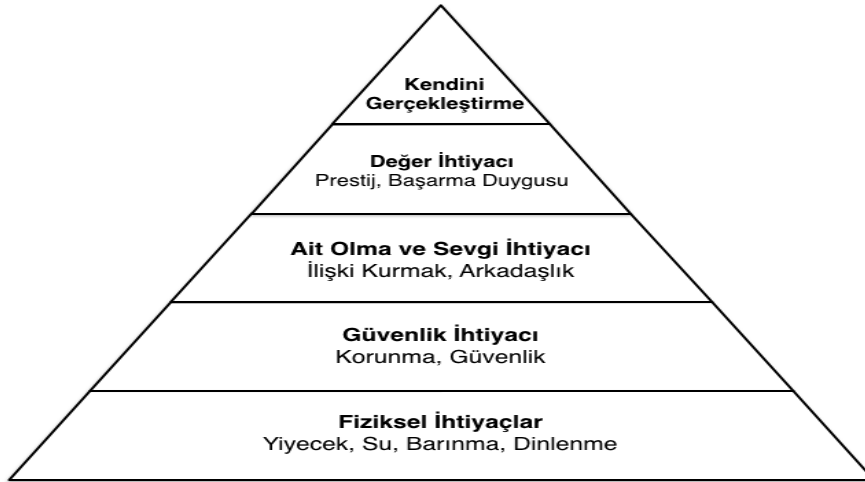 Kendini
Gerçekleştirme
Değer İhtiyacı
Prestij, Başarma Duygusu
Ait Olma ve Sevgi İhtiyacı
İlişki Kurmak, Arkadaşlık
Güvenlik İhtiyacı
Korunma, Güvenlik
Fiziksel İhtiyaçlar
Yiyecek, Su, Barınma, Dinlenme